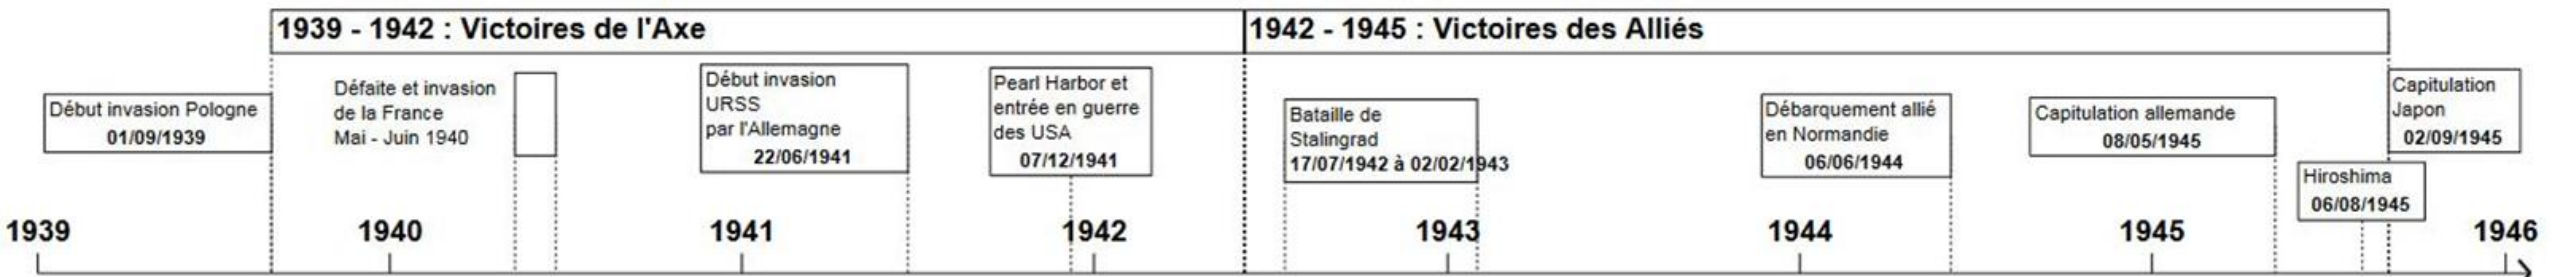 1939 - 1942 : Victoires de l'Axe
1942 - 1945 : Victoires des Alliés
Début invasion Pologne
01/09/1939
Défaite et invasion
de la France
Mai - Juin 1940
Début invasion
URSS
par l'Allemagne
22/06/1941
Pearl Harbor et
entrée en guerre
des USA
07/12/1941
Bataille de
Stalingrad
17/07/1942 à 02/02/1943
Débarquement allié
en Normandie
06/06/1944
Capitulation allemande
08/05/1945
Hiroshima
06/08/1945
Capitulation
Japon
02/09/1945
1939
1940
1941
1942
1943
1944
1945
1946